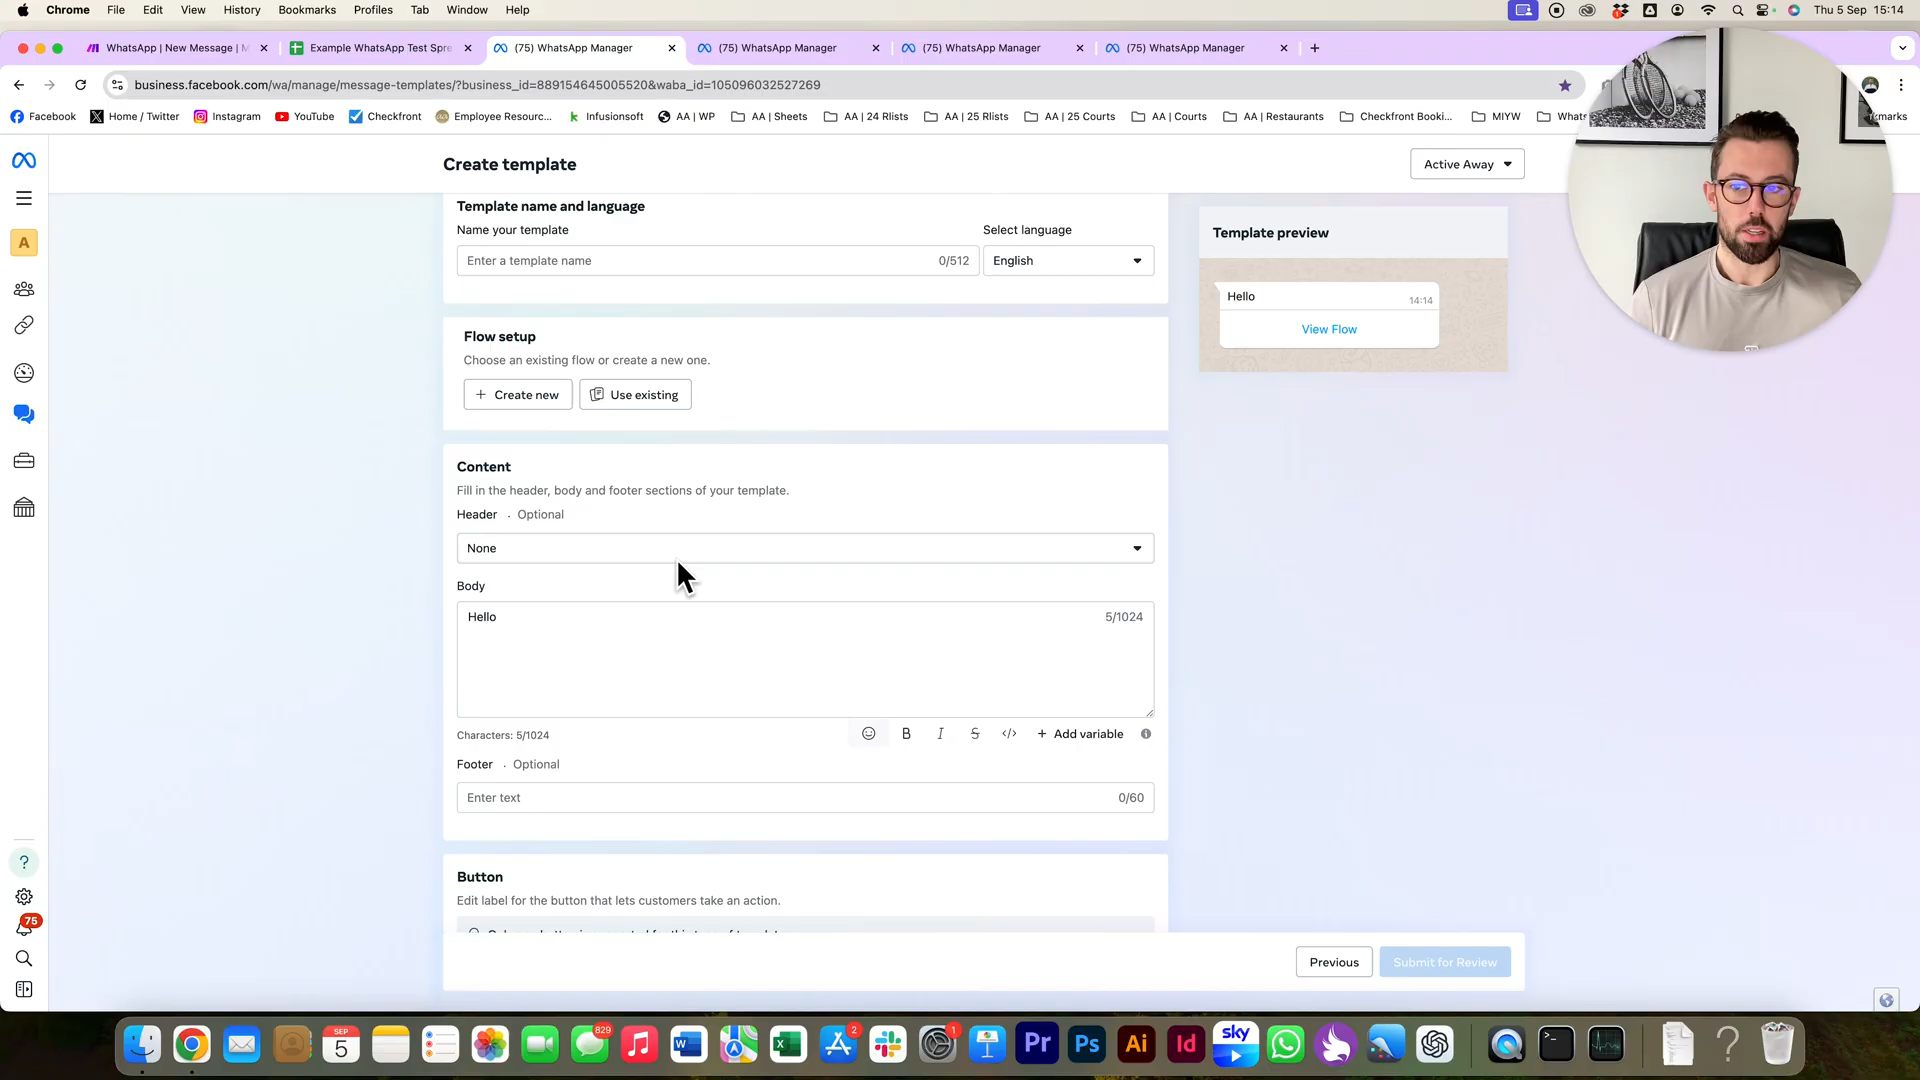 Chrome File Edit View History Bookmarks Profiles Tab Window Help
Thu 5 Sep 15:14
WhatsApp | New Message | M
Example WhatsApp Test Spre
(75) WhatsApp Manager
(75) WhatsApp Manager
(75) WhatsApp Manager
(75) WhatsApp Manager
business.facebook.com/wa/manage/message-templates/?business_id=889154645005520&waba_id=105096032527269
Facebook
Home / Twitter
Instagram
YouTube
Checkfront
Employee Resourc...
Infusionsoft
AA | WP
AA | Sheets
AA | 24 Rlists
AA | 25 Rlists
AA | 25 Courts
AA | Courts
AA | Restaurants
Checkfront Booki...
MIYW
Create template
Active Away
A
Template name and language
Name your template
Select language
Enter a template name
0/512
English
Template preview
Hello
14:14
View Flow
Flow setup
Choose an existing flow or create a new one.
Create new
Use existing
Content
Fill in the header, body and footer sections of your template.
Header . Optional
None
Body
Hello
5/1024
Characters: 5/1024
B I S </> + Add variable
Footer . Optional
Enter text
0/60
Button
Edit label for the button that lets customers take an action.
Previous
Submit for Review
?
75
SEP
5
829
2
1
Pr
Ps
Ai
Id
sky